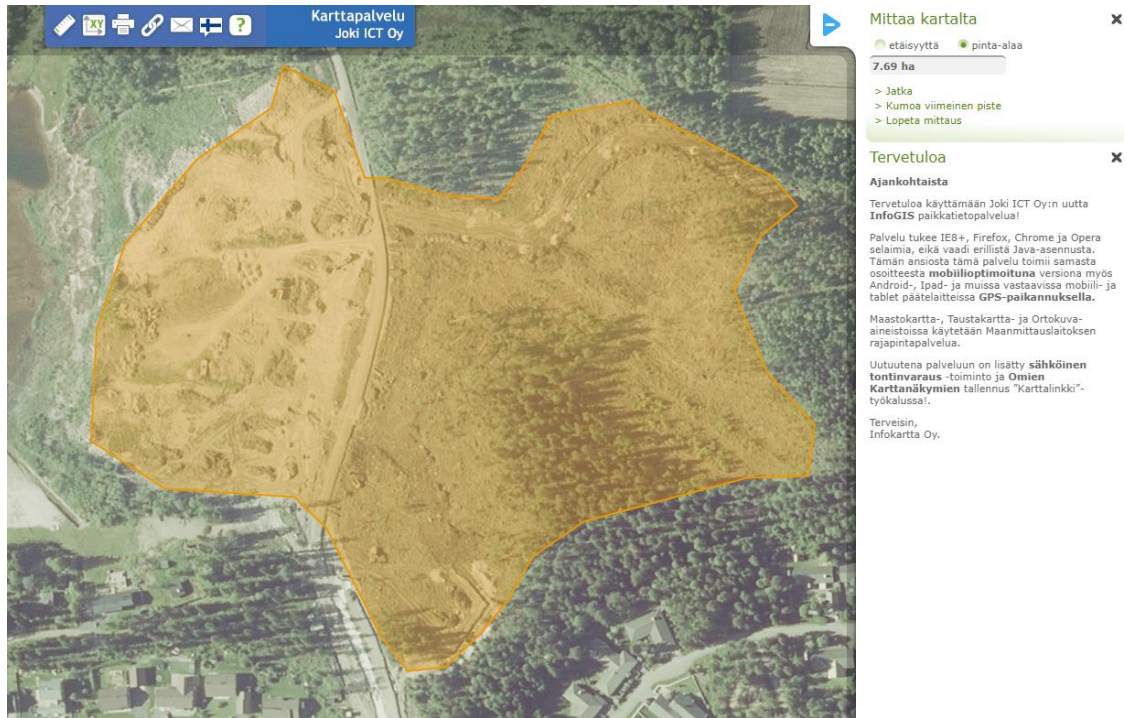 Karttapalvelu
Joki ICT Oy
XY
?
Mittaa kartalta
etäisyyttä pinta-alaa
7.69 ha
> Jatka
> Kumoa viimeinen piste
> Lopeta mittaus
Tervetuloa
Ajankohtaista
Tervetuloa käyttämään Joki ICT Oy:n uutta
InfoGIS paikkatietopalvelua!
Palvelu tukee IE8+, Firefox, Chrome ja Opera
selaimia, eikä vaadi erillistä Java-asennusta.
Tämän ansiosta tämä palvelu toimii samasta
osoitteesta mobiilioptimoituna versiona myös
Android-, Ipad- ja muissa vastaavissa mobiili- ja
tablet päätelaitteissa GPS-paikannuksella.
Maastokartta-, Taustakartta- ja Ortokuva-
aineistoissa käytetään Maanmittauslaitoksen
rajapintapalvelua.
Uutuutena palveluun on lisätty sähköinen
tontinvaraus -toiminto ja Omien
Karttanäkymien tallennus "Karttalinkki"-
työkalussa!.
Terveisin,
Infokartta Oy.